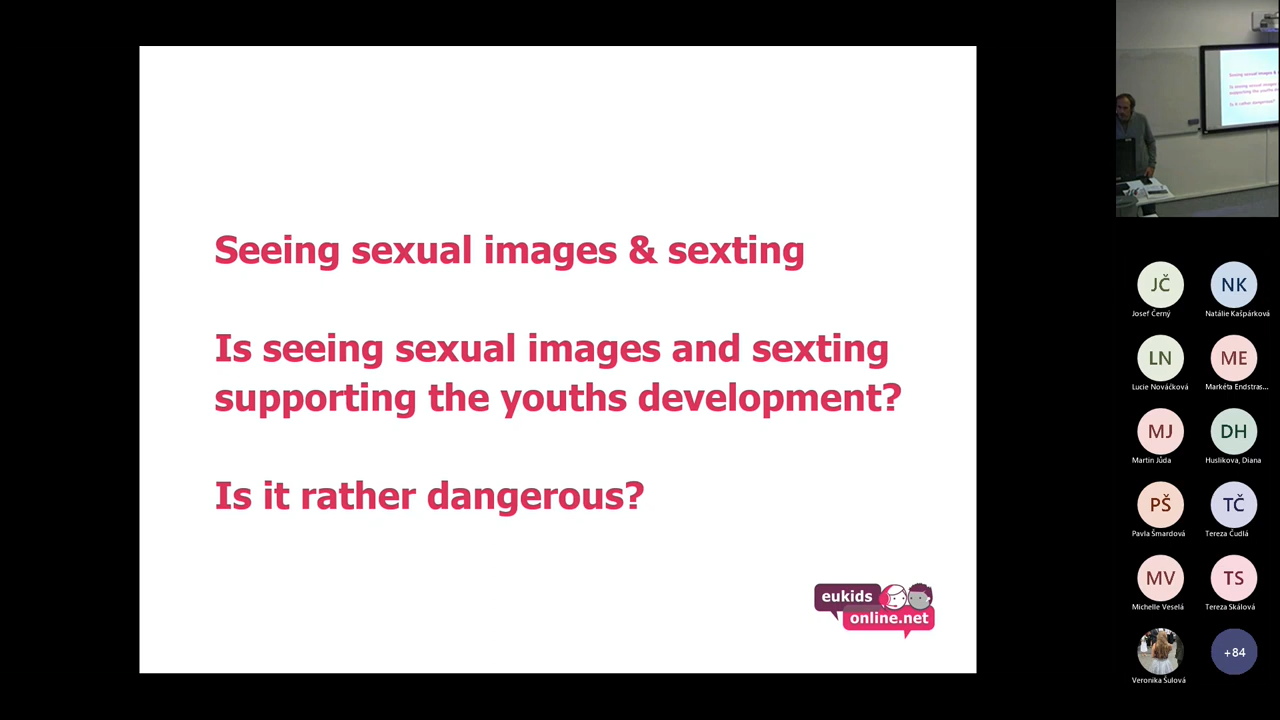 Seeing sexual images & sexting
Is seeing sexual images and sexting
supporting the youths development?
Is it rather dangerous?
eukids
online.net
JČ
NK
Josef Černý
Natálie Kašpárková
LN
ME
Lucie Nováčková
Markéta Endstras...
MJ
DH
Martin Jůda
Huslikova, Diana
PŠ
TČ
Pavla Šmardová
Tereza Čudlá
MV
TS
Michelle Veselá
Tereza Skálová
+84
Veronika Šulová